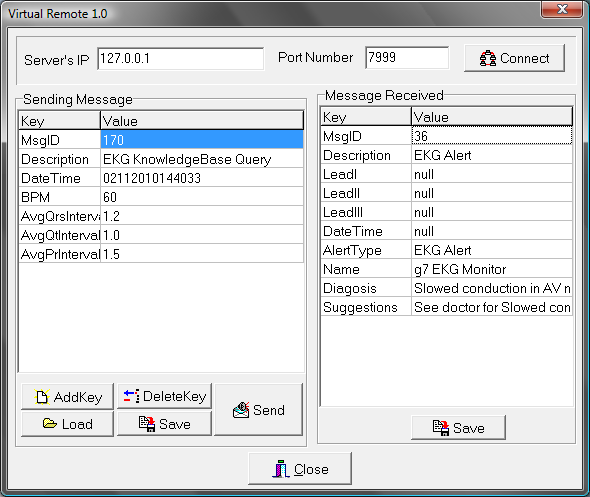 Virtual Remote 1.0
Server's IP 127.0.0.1 Port Number 7999 Connect
Sending Message
Key Value
MsgID 170
Description EKG KnowledgeBase Query
DateTime 02112010144033
BPM 60
AvgQrsInterva 1.2
AvgQtInterval 1.0
AvgPrInterval 1.5
AddKey DeleteKey
Load Save Send
Message Received
Key Value
MsgID 36
Description EKG Alert
LeadI null
LeadII null
LeadIII null
DateTime null
AlertType EKG Alert
Name g7 EKG Monitor
Diagosis Slowed conduction in AV n
Suggestions See doctor for Slowed con
Save
Close